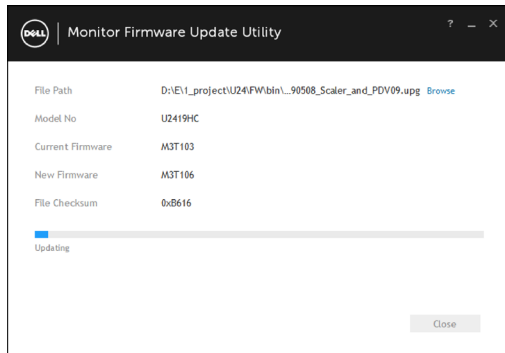 DELL Monitor Firmware Update Utility ?
File Path D:\E\1_project\U24\FW\bin\...90508_Scaler_and_PDV09.upg Browse
Model No U2419HC
Current Firmware M3T103
New Firmware M3T106
File Checksum 0xB616
Updating
Close